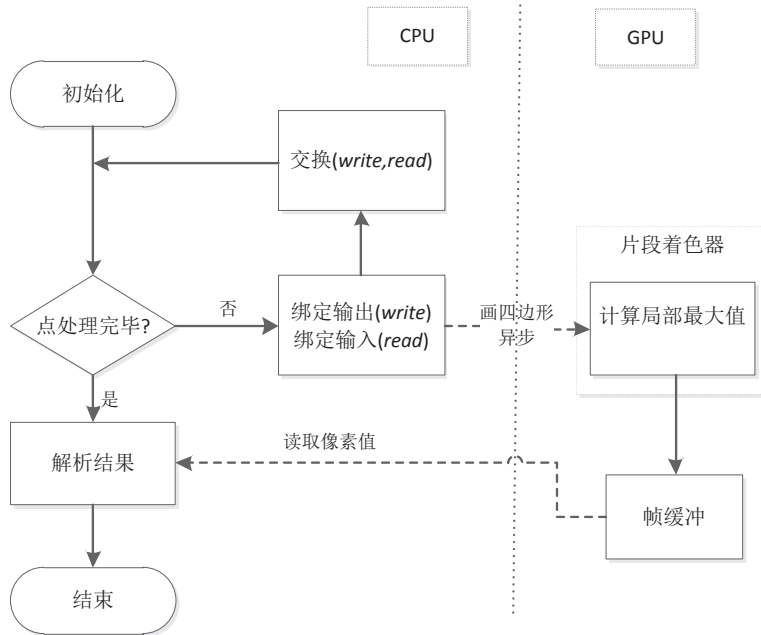 CPU
GPU
初始化
交换(write,read)
片段着色器
点处理完毕?
否
绑定输出(write)
绑定输入(read)
画四边形
异步
计算局部最大值
是
解析结果
读取像素值
帧缓冲
结束